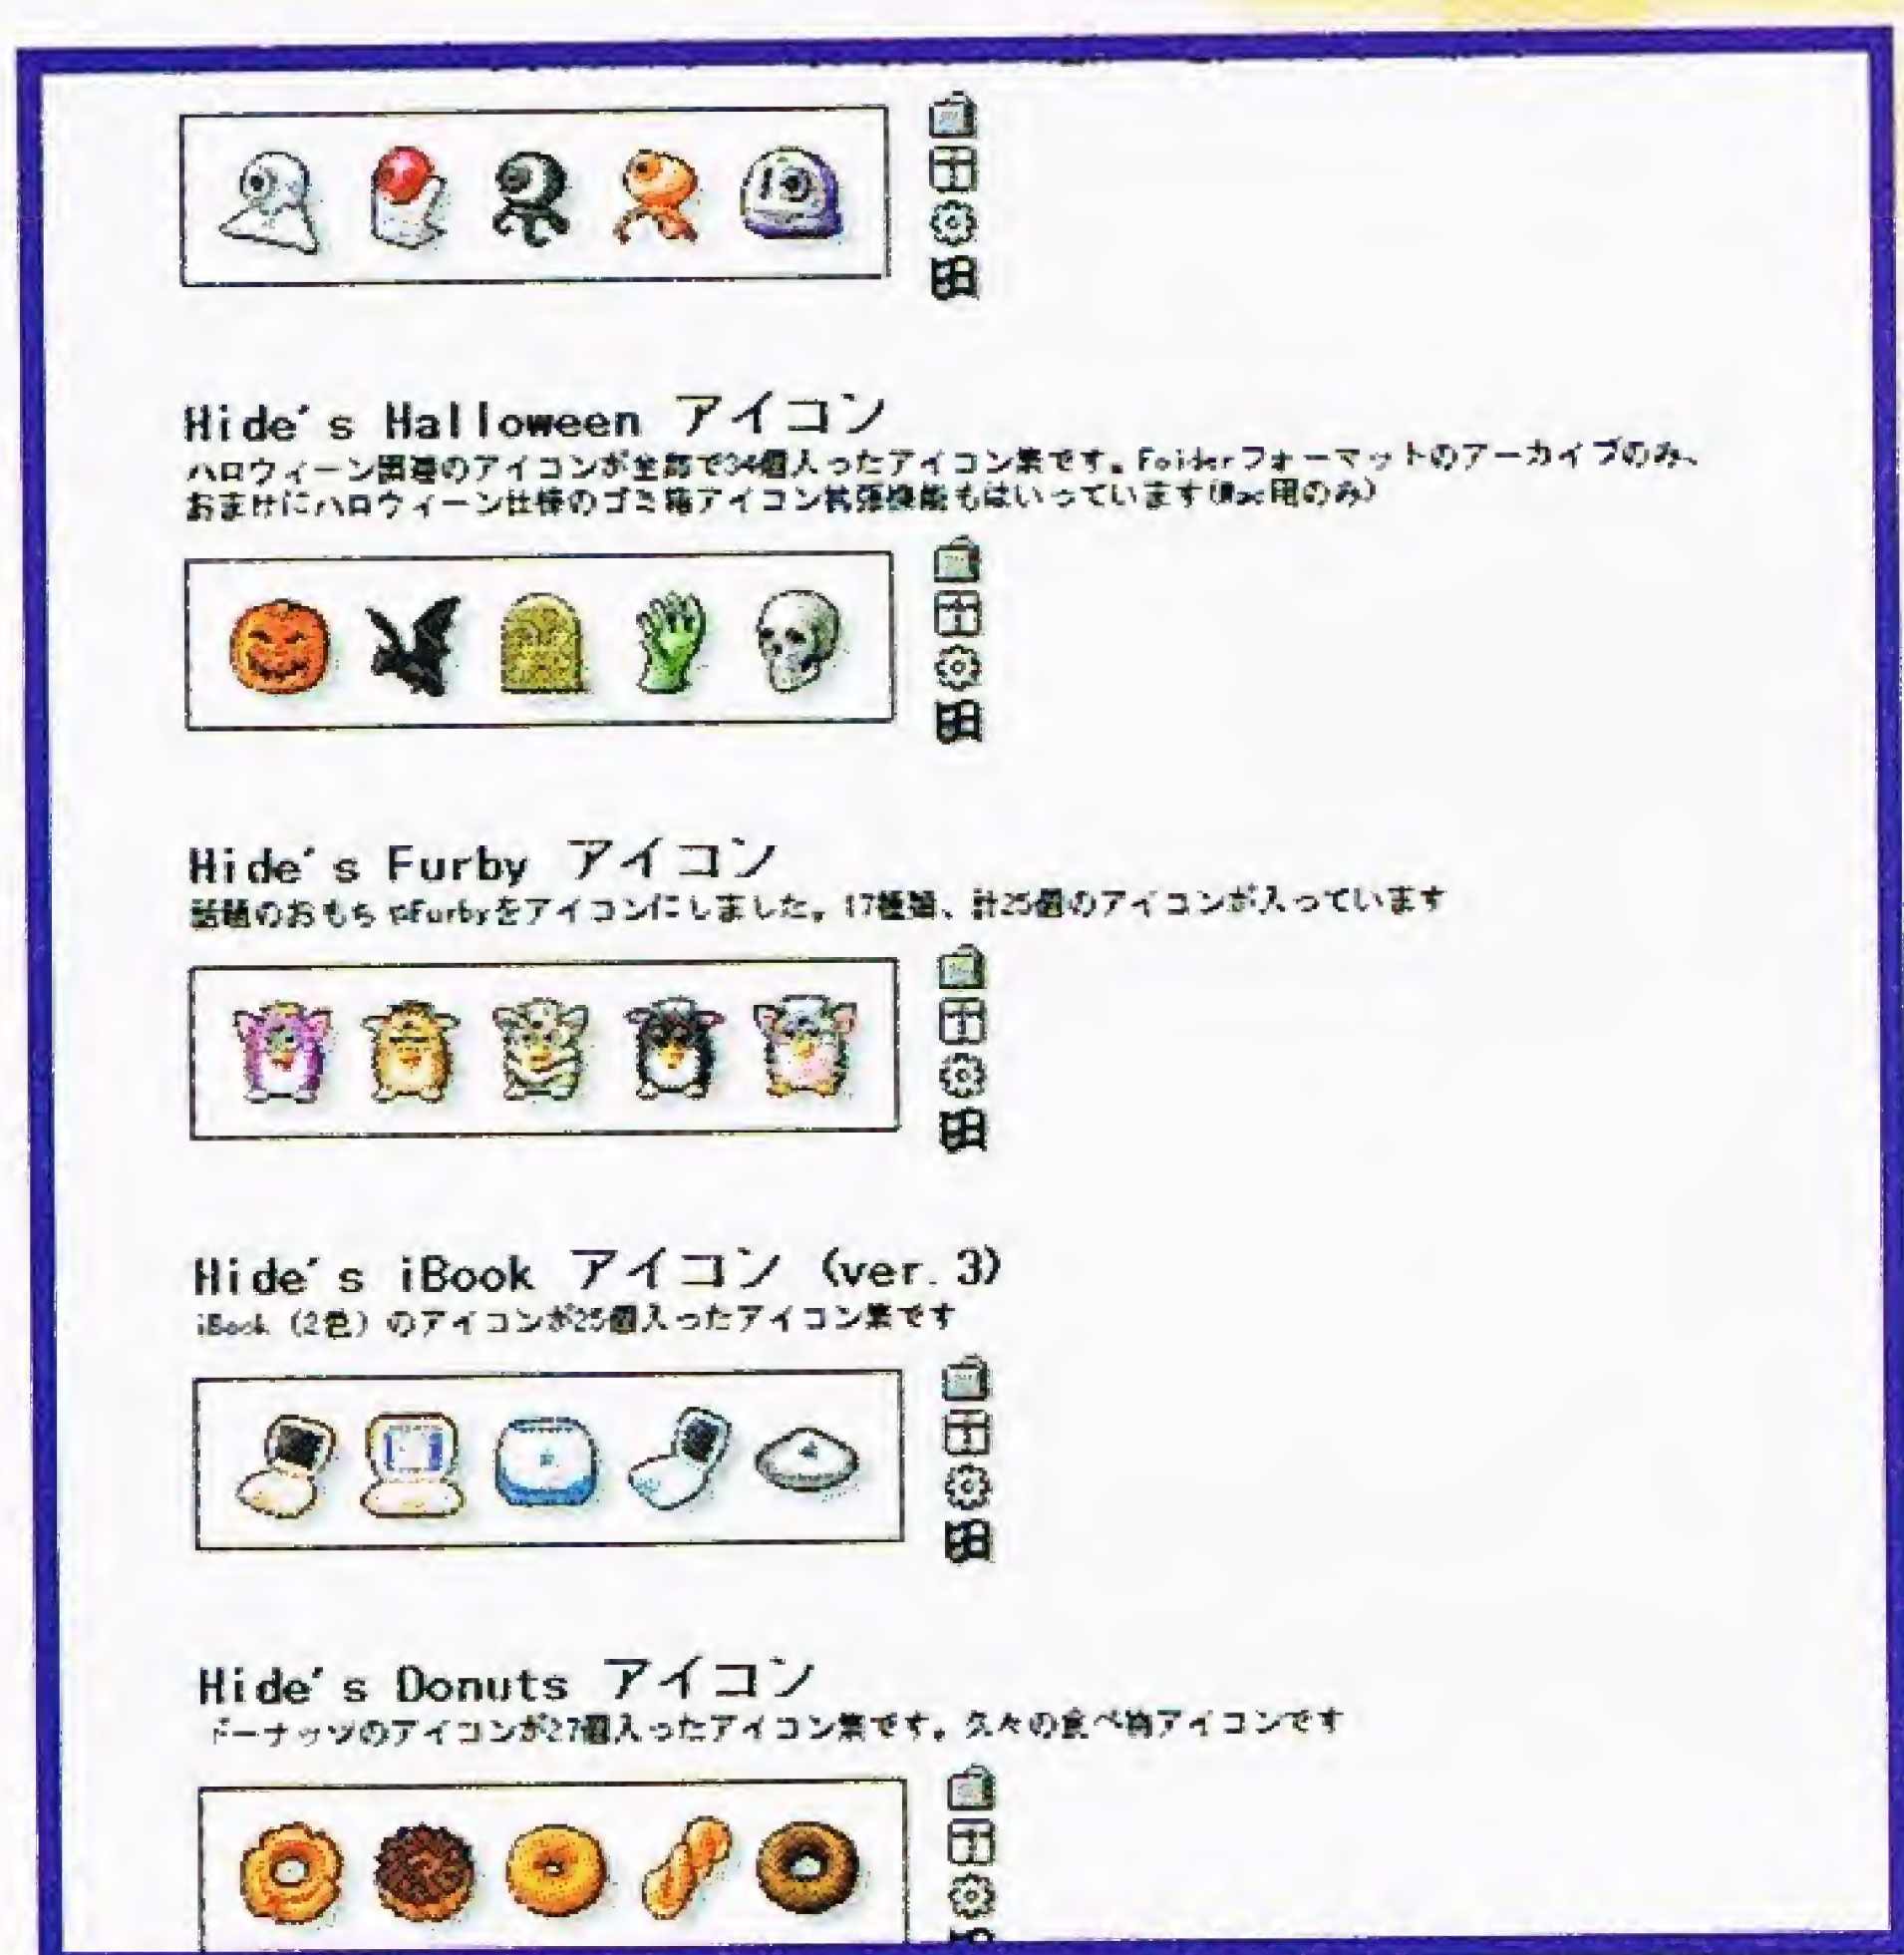 Hide's Halloween アイコン
ハロウィーン関連のアイコンが全部で34個入ったアイコン集です。Folderフォーマットのアーカイブのみ、
おまけにハロウィーン仕様のゴミ箱アイコン拡張機能もはいっています(Mac用のみ)
Hide's Furby アイコン
話題のおもちゃFurbyをアイコンにしました。17種類、計25個のアイコンが入っています
Hide's iBook アイコン (ver.3)
iBook (2色) のアイコンが25個入ったアイコン集です
Hide's Donuts アイコン
ドーナッツのアイコンが27個入ったアイコン集です。久々の食べ物アイコンです